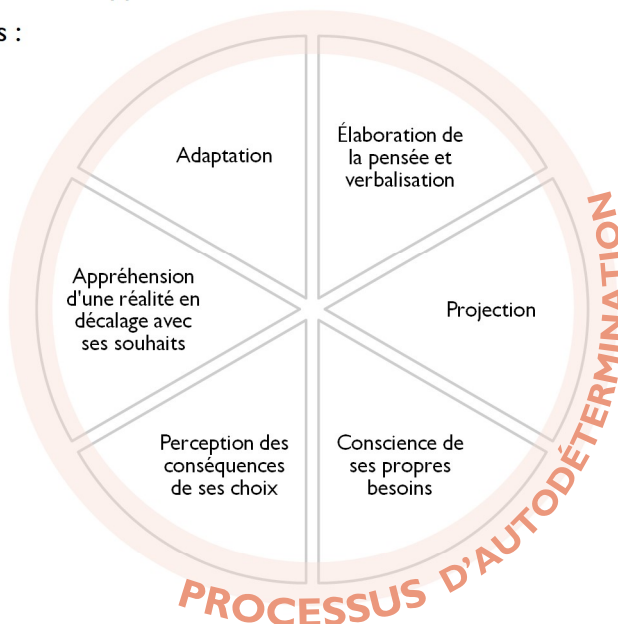 s :
Élaboration de
la pensée et
verbalisation
Projection
Conscience de
ses propres
besoins
Perception des
conséquences
de ses choix
Appréhension
d'une réalité en
décalage avec
ses souhaits
Adaptation
PROCESSUS D'AUTODÉTERMINATION